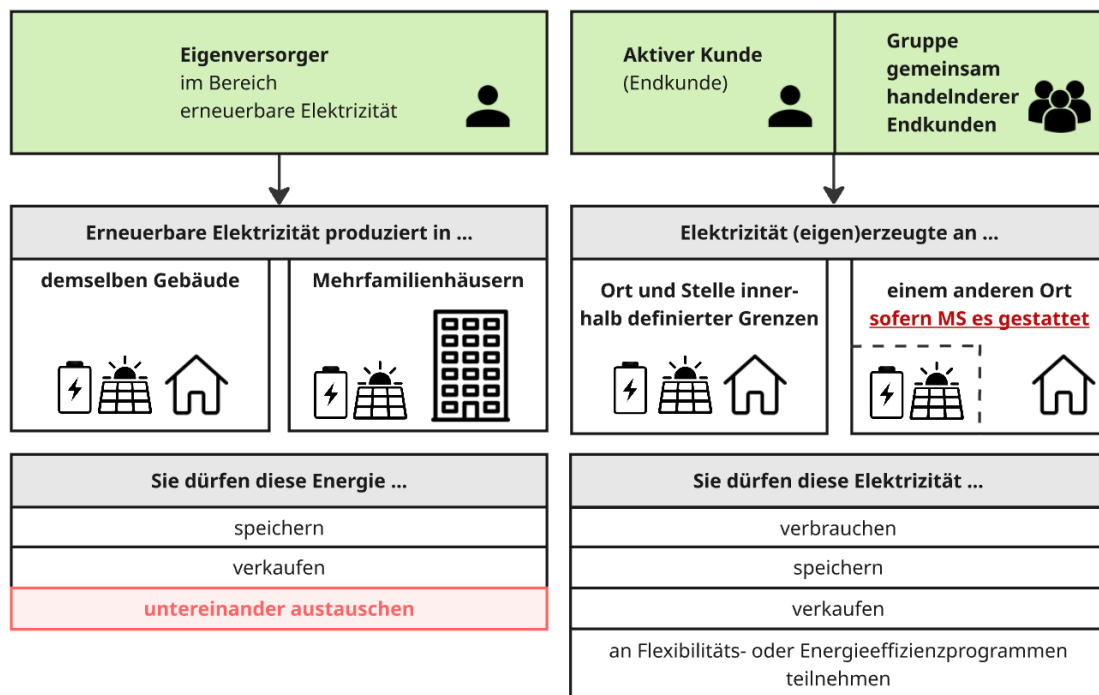 Eigenversorger
im Bereich
erneuerbare Elektrizität
Erneuerbare Elektrizität produziert in ...
demselben Gebäude
Mehrfamilienhäusern
Sie dürfen diese Energie ...
speichern
verkaufen
untereinander austauschen
Aktiver Kunde
(Endkunde)
Gruppe
gemeinsam
handelnderer
Endkunden
Elektrizität (eigen)erzeugte an ...
Ort und Stelle inner-
halb definierter Grenzen
einem anderen Ort
sofern MS es gestattet
Sie dürfen diese Elektrizität ...
verbrauchen
speichern
verkaufen
an Flexibilitäts- oder Energieeffizienzprogrammen
teilnehmen